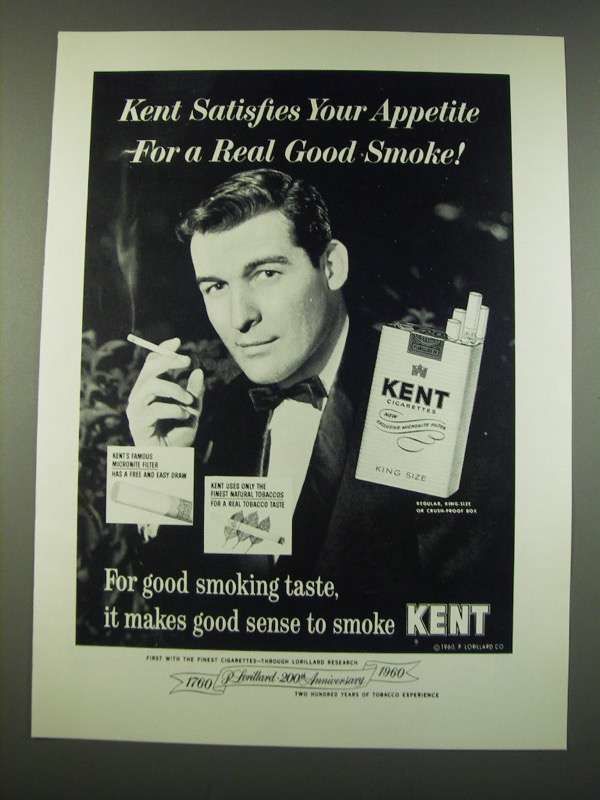 Kent Satisfies Your Appetite
For a Real Good Smoke!
KENT
CIGARETTES
NEW
EXCLUSIVE MICRONITE FILTER
KING SIZE
KENT'S FAMOUS
MICRONITE FILTER
HAS A FREE AND EASY DRAW
KENT USES ONLY THE
FINEST NATURAL TOBACCOS
FOR A REAL TOBACCO TASTE
REGULAR, KING-SIZE
OR CRUSH-PROOF BOX
For good smoking taste,
it makes good sense to smoke KENT
© 1960, P. LORILLARD CO.
FIRST WITH THE FINEST CIGARETTES—THROUGH LORILLARD RESEARCH
1760 P. Lorillard · 200th Anniversary 1960
TWO HUNDRED YEARS OF TOBACCO EXPERIENCE